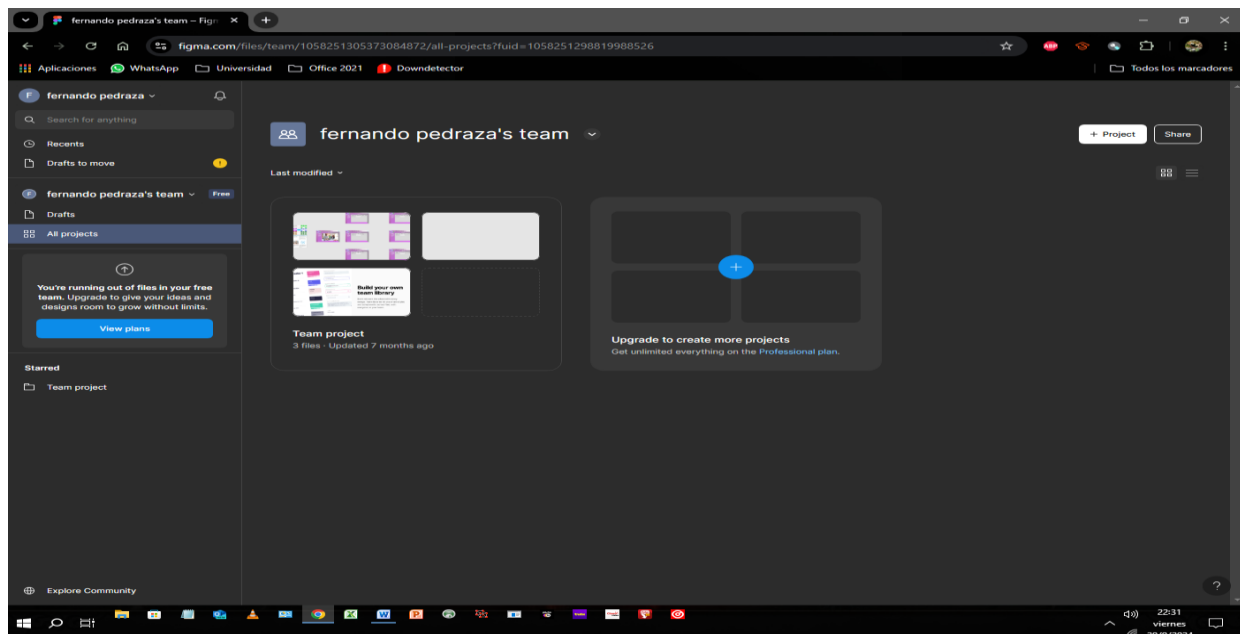 fernando pedraza's team – Figm
figma.com/files/team/1058251305373084872/all-projects?fuid=1058251298819988526
Aplicaciones
WhatsApp
Universidad
Office 2021
Downdetector
Todos los marcadores
fernando pedraza
Search for anything
Recents
Drafts to move
fernando pedraza's team
Free
Drafts
All projects
You're running out of files in your free
team. Upgrade to give your ideas and
designs room to grow without limits.
View plans
Starred
Team project
Explore Community
fernando pedraza's team
+ Project
Share
Last modified
Build your own
team library
Team project
3 files · Updated 7 months ago
Upgrade to create more projects
Get unlimited everything on the Professional plan.
?
22:31
viernes